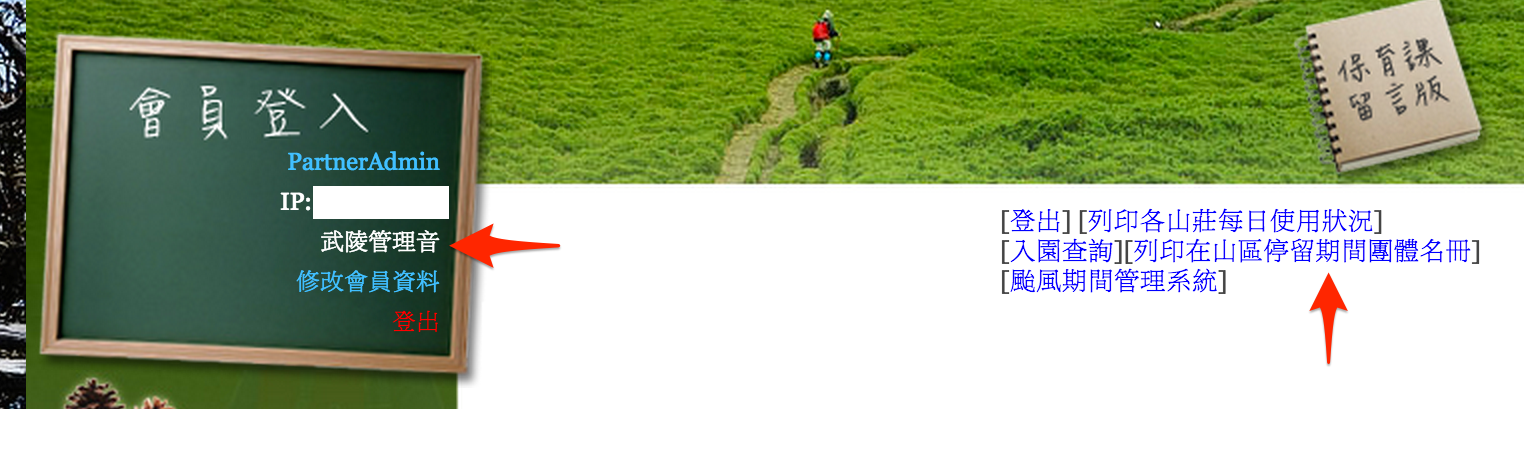 會員登入
PartnerAdmin
IP:
武陵管理音
修改會員資料
登出
保育課
留言版
[登出] [列印各山莊每日使用狀況]
[入園查詢][列印在山區停留期間團體名冊]
[颱風期間管理系統]